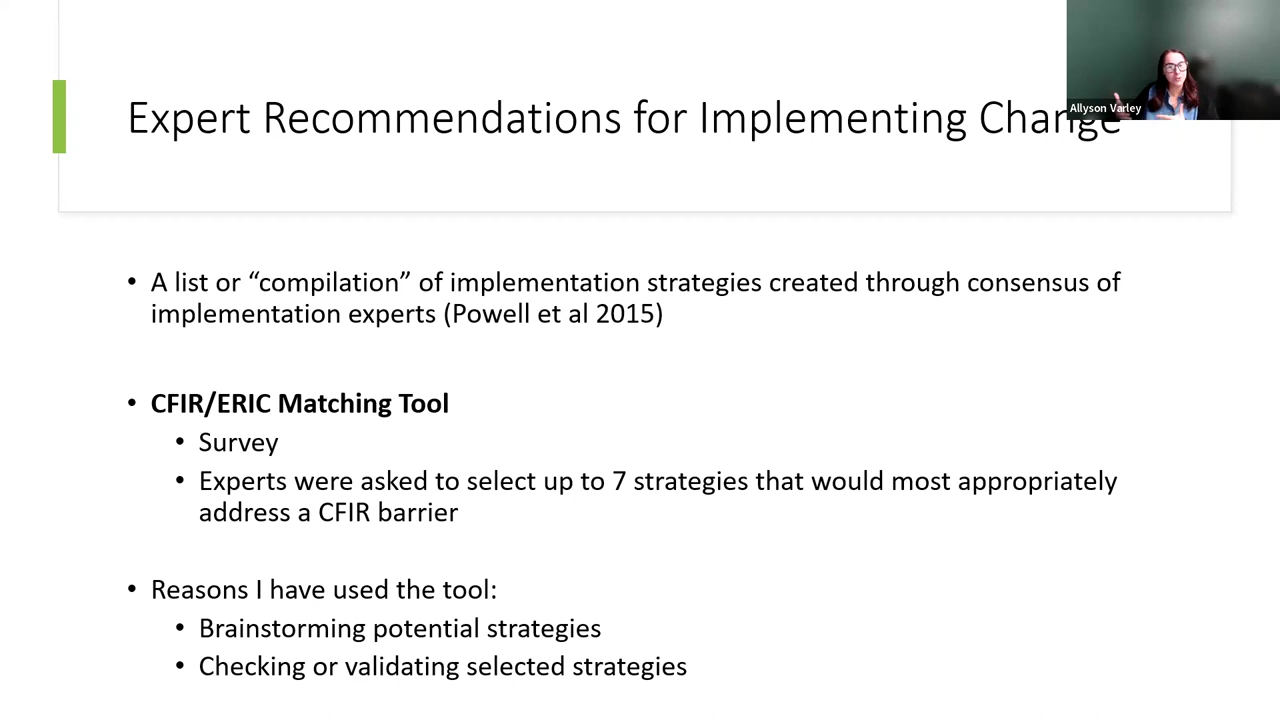 Expert Recommendations for Implementing Change
Allyson Varley
• A list or “compilation” of implementation strategies created through consensus of
implementation experts (Powell et al 2015)
• CFIR/ERIC Matching Tool
• Survey
• Experts were asked to select up to 7 strategies that would most appropriately
address a CFIR barrier
• Reasons I have used the tool:
• Brainstorming potential strategies
• Checking or validating selected strategies